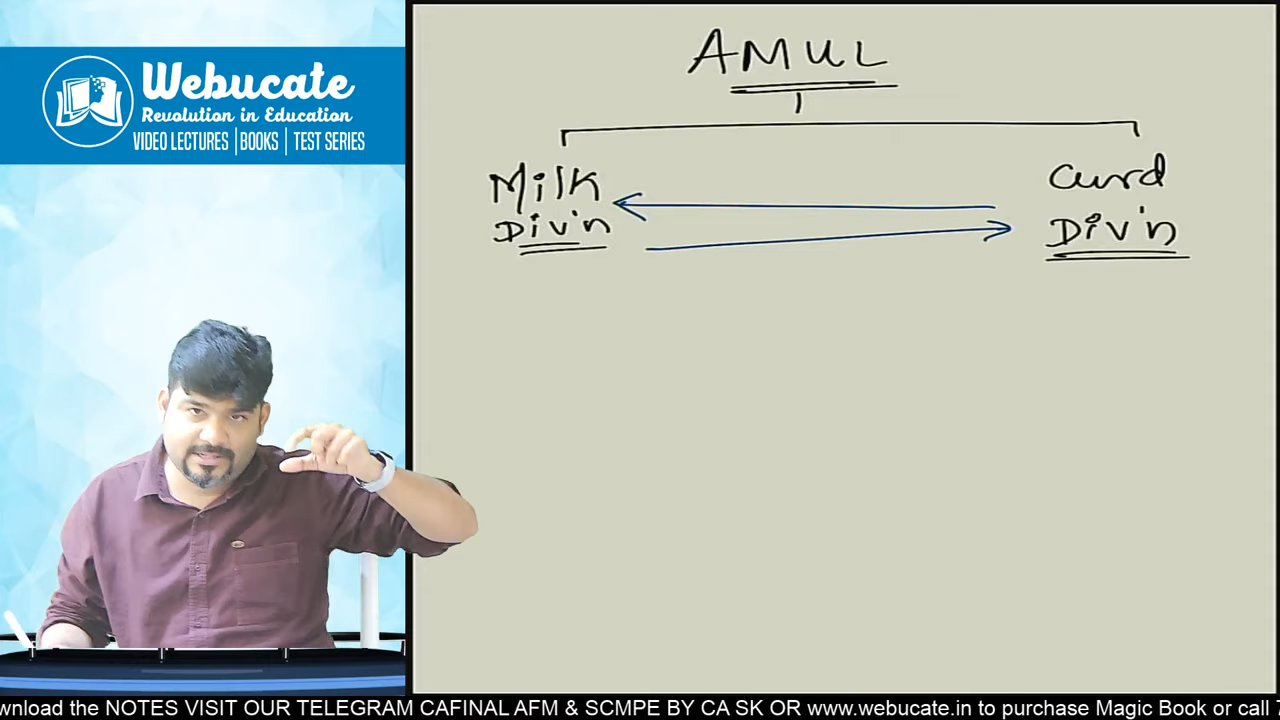 Webucate
Revolution in Education
VIDEO LECTURES | BOOKS | TEST SERIES
AMUL
Milk
Div'n
Curd
Div'n
wnload the NOTES VISIT OUR TELEGRAM CAFINAL AFM & SCMPE BY CA SK OR www.webucate.in to purchase Magic Book or call